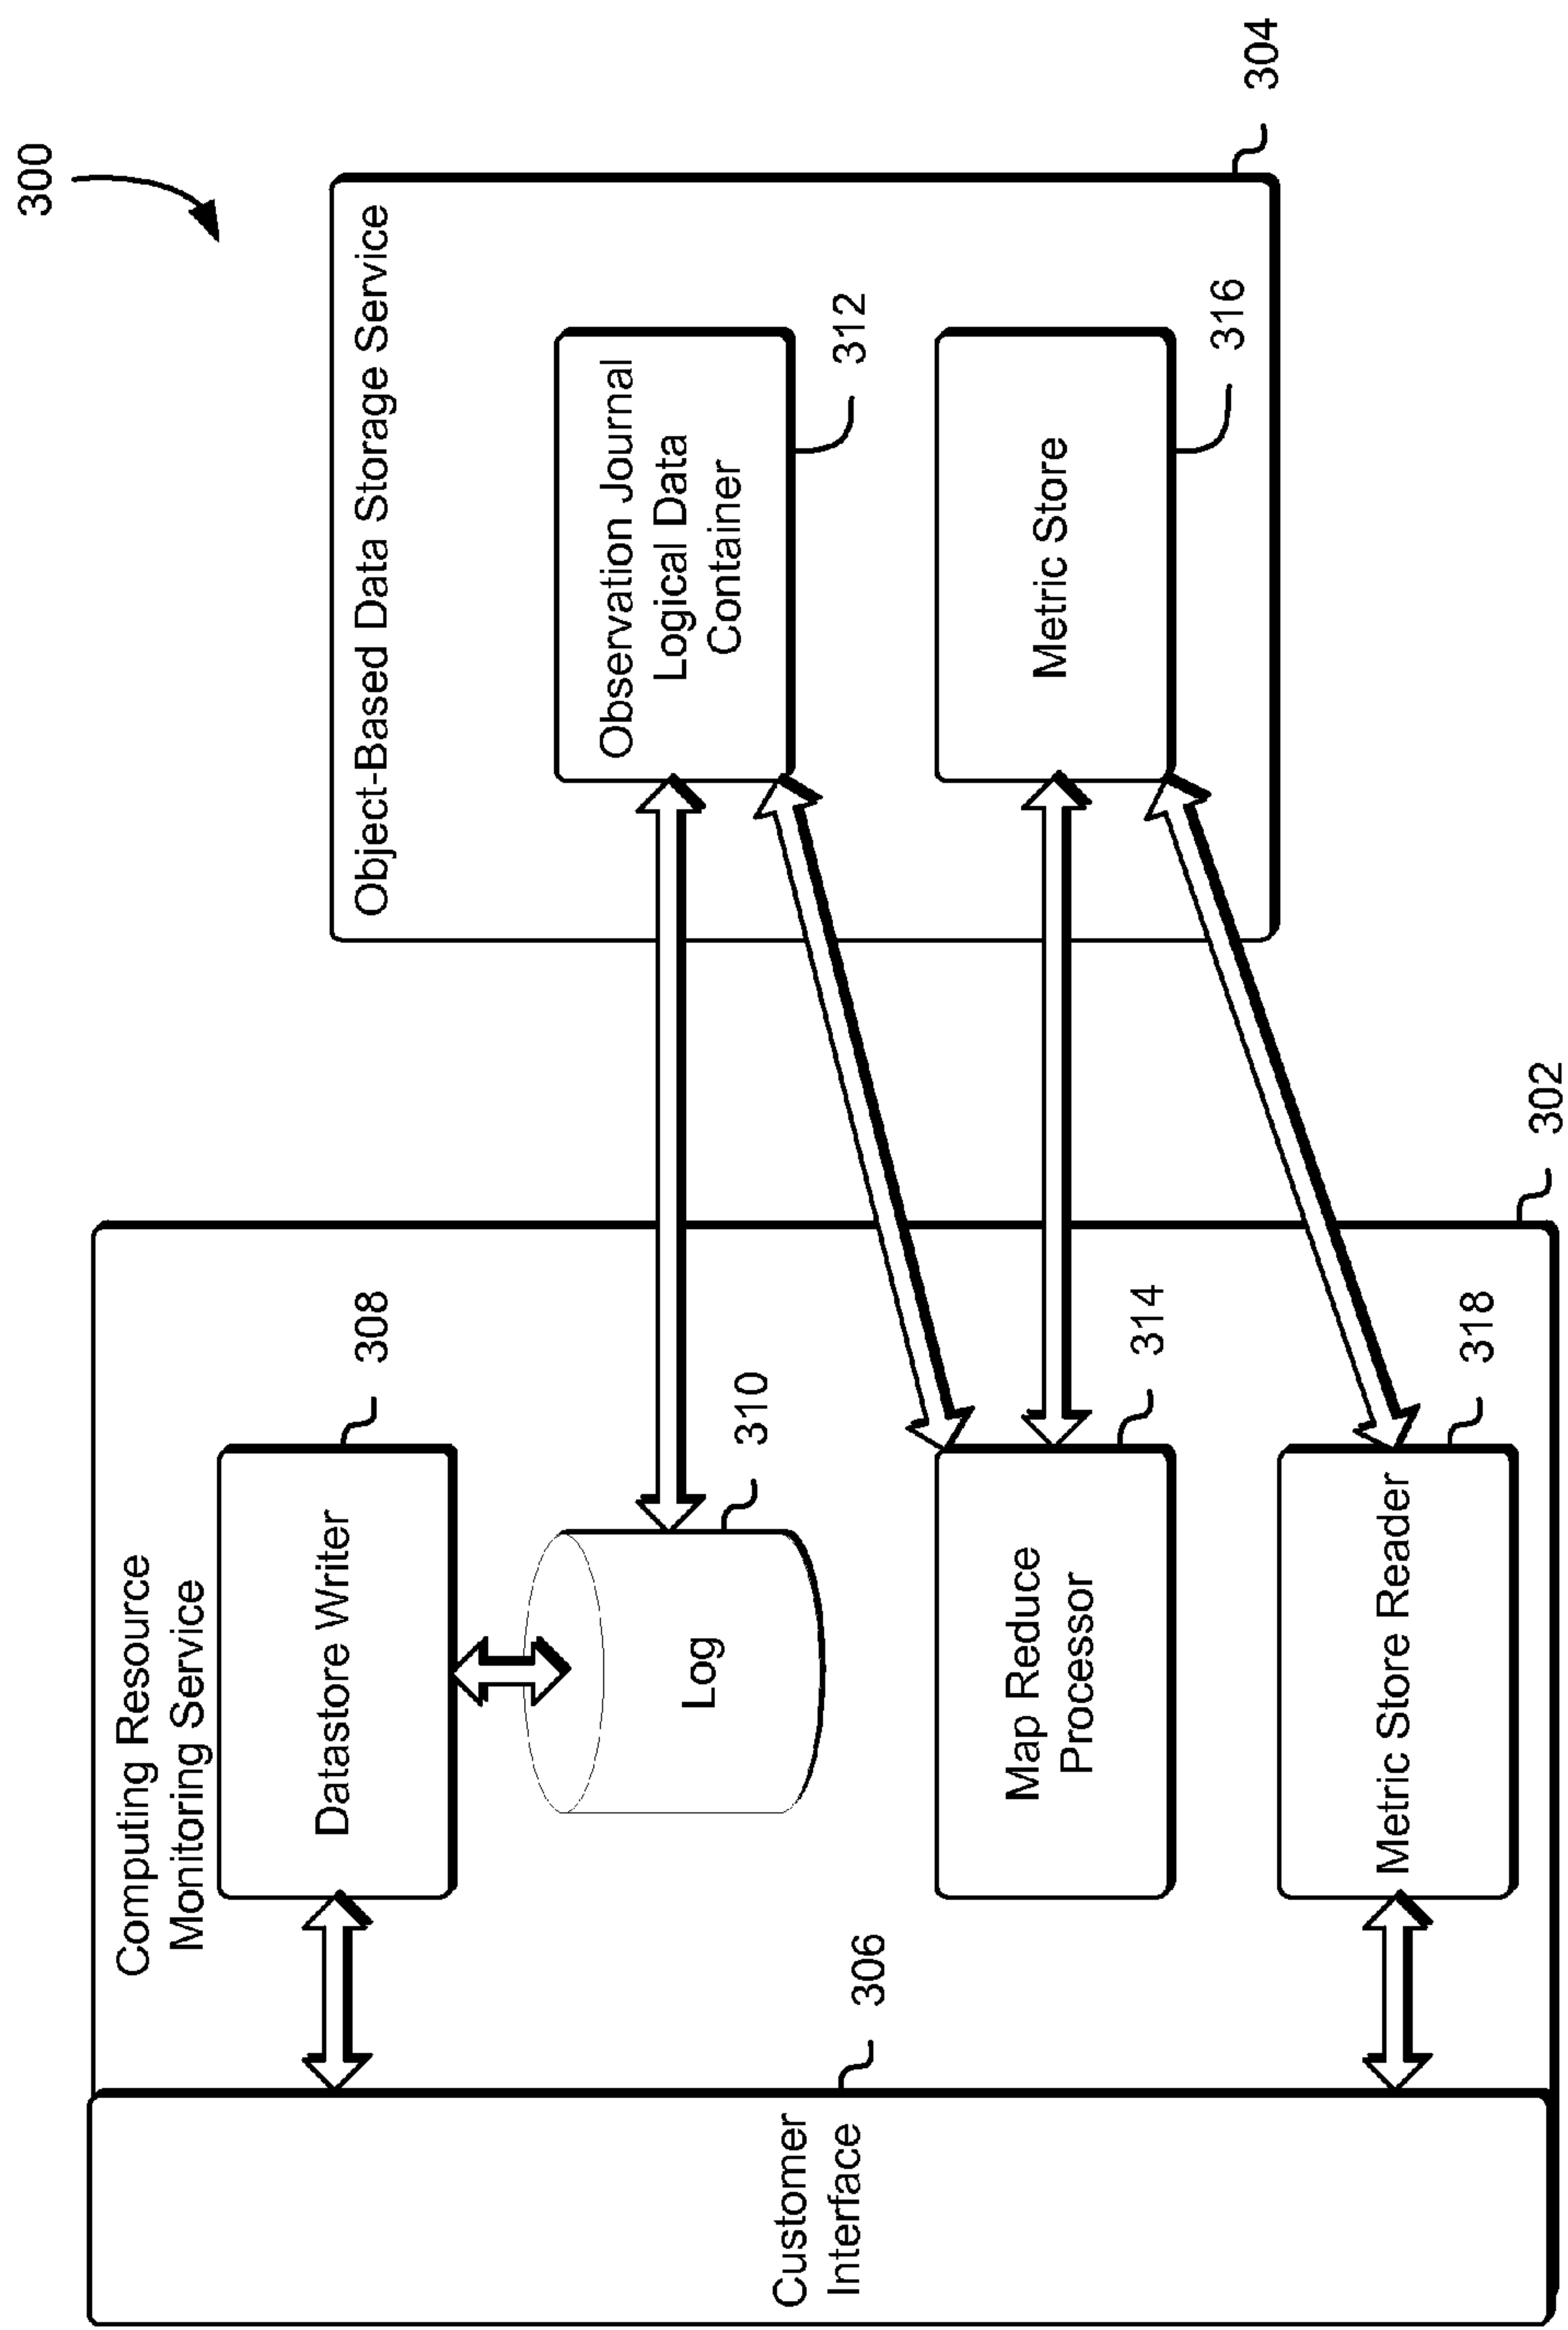 300
Computing Resource
Monitoring Service
Datastore Writer
308
Log
310
Map Reduce
Processor
314
Metric Store Reader
318
Customer
Interface
306
302
Object-Based Data Storage Service
Observation Journal
Logical Data
Container
312
Metric Store
316
304